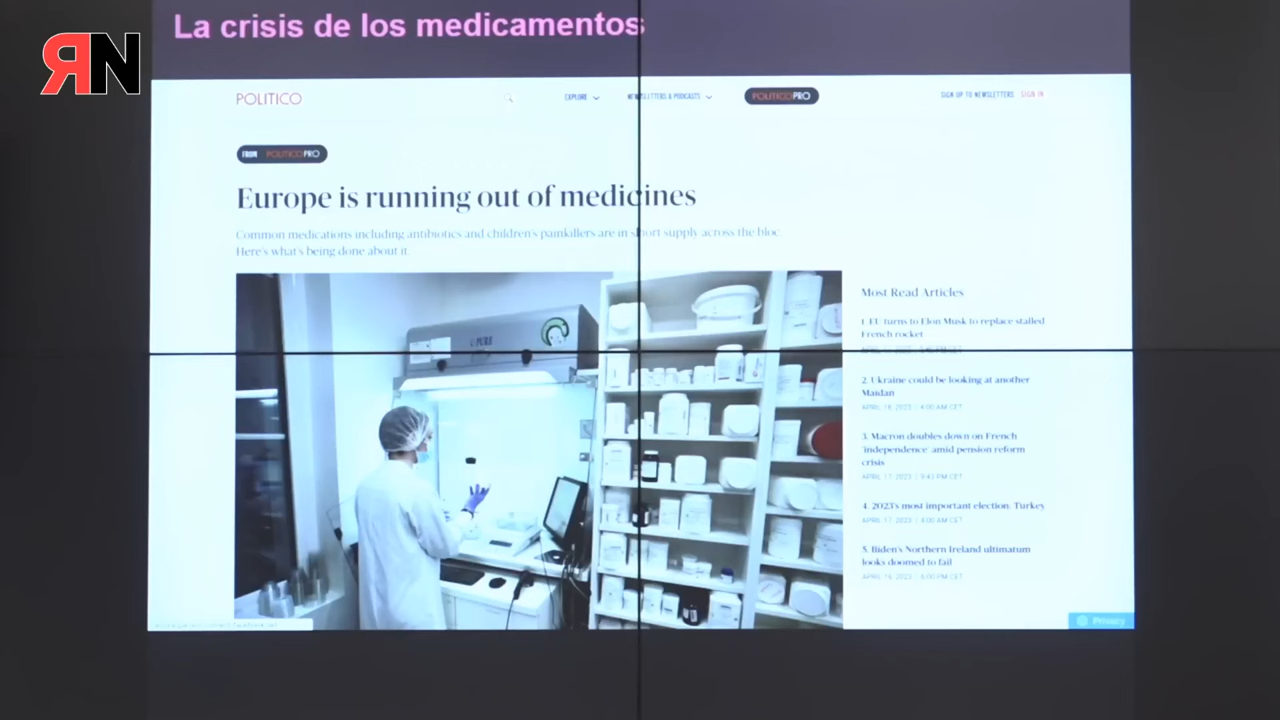 La crisis de los medicamentos
ЯN
POLITICO
EXPLORE
NEWSLETTERS & PODCASTS
POLITICO PRO
SIGN UP TO NEWSLETTERS
SIGN IN
FROM POLITICO PRO
Europe is running out of medicines
Common medications including antibiotics and children's painkillers are in short supply across the bloc.
Here's what's being done about it.
PURE
Most Read Articles
1. EU turns to Elon Musk to replace stalled
French rocket
2. Ukraine could be looking at another
Maidan
APRIL 18, 2023 | 4:00 AM CET
3. Macron doubles down on French
'independence' amid pension reform
crisis
APRIL 17, 2023 | 9:43 PM CET
4. 2023's most important election: Turkey
APRIL 17, 2023 | 4:00 AM CET
5. Biden's Northern Ireland ultimatum
looks doomed to fail
Privacy